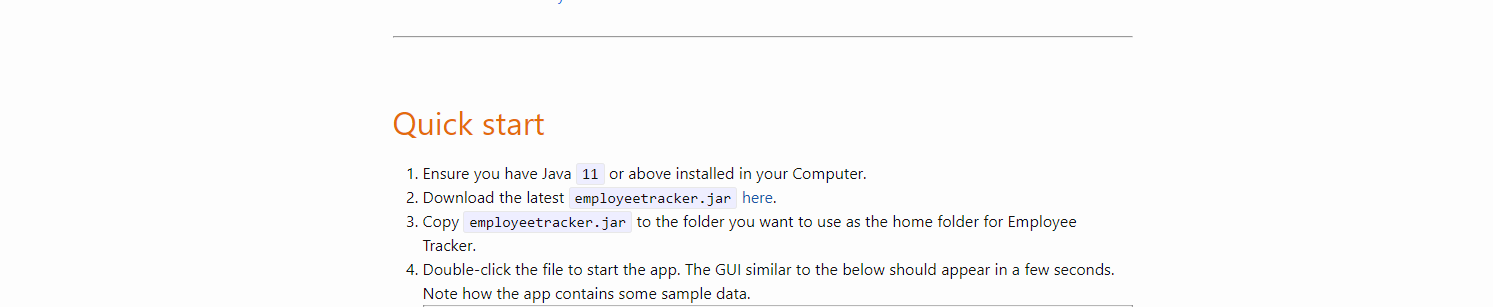 Quick start
1. Ensure you have Java 11 or above installed in your Computer.
2. Download the latest employeetracker.jar here.
3. Copy employeetracker.jar to the folder you want to use as the home folder for Employee
Tracker.
4. Double-click the file to start the app. The GUI similar to the below should appear in a few seconds.
Note how the app contains some sample data.